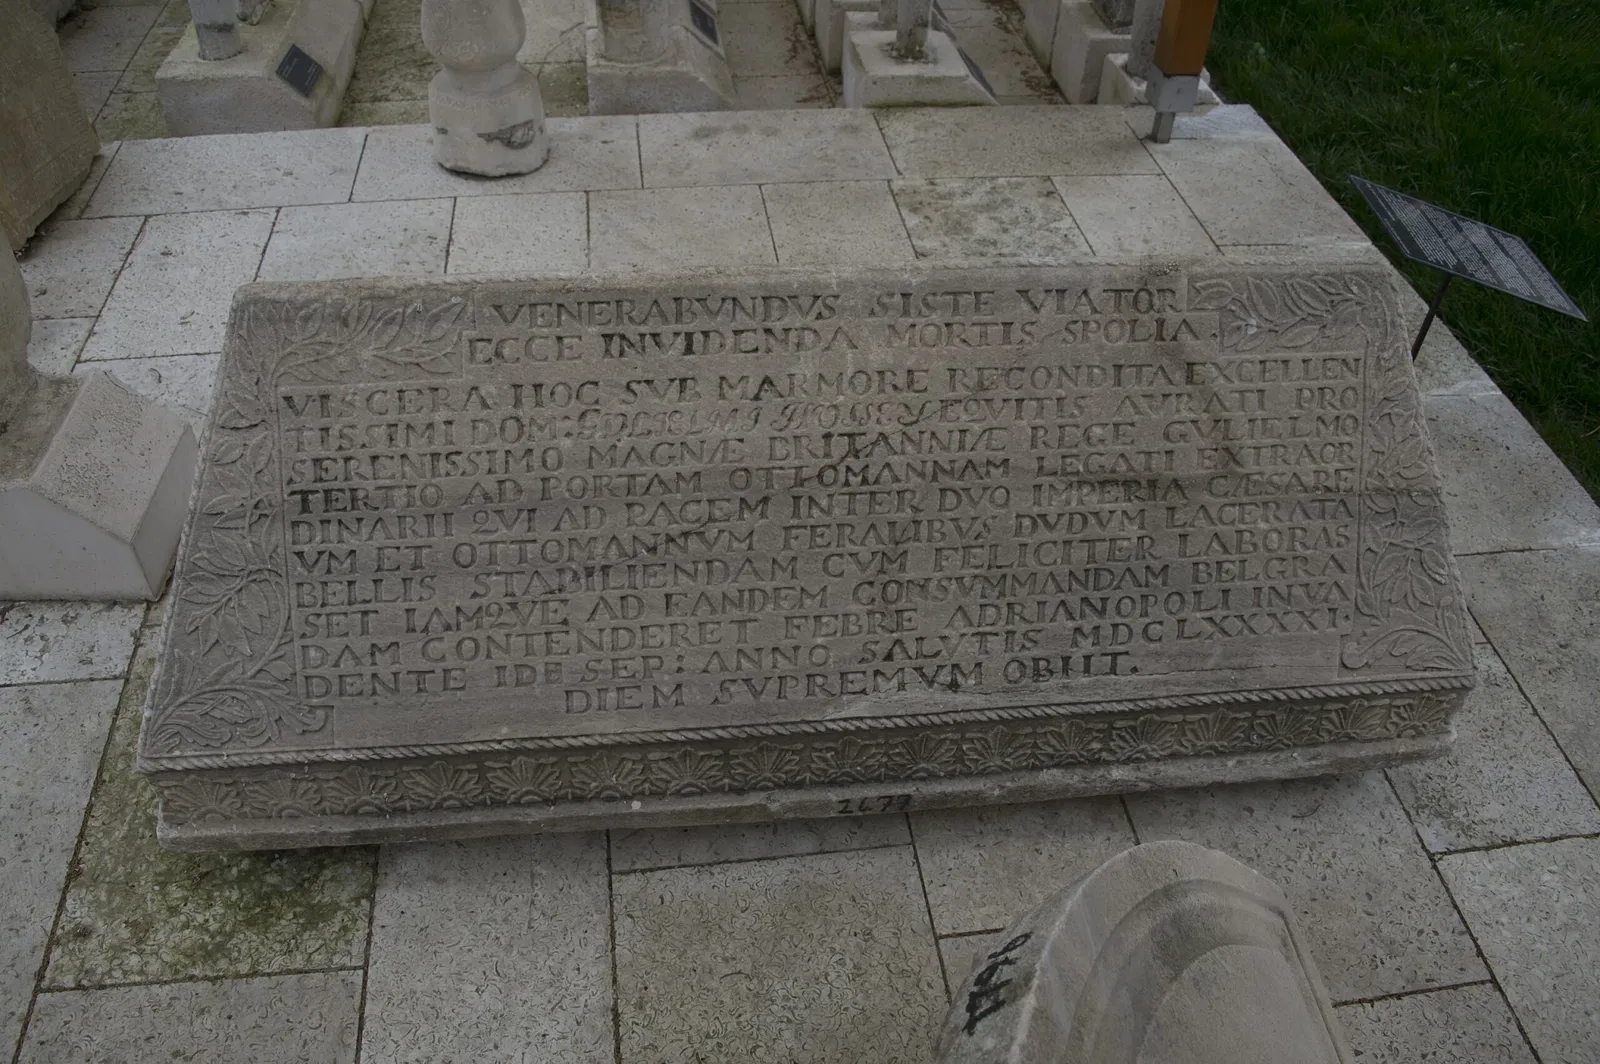 VENERABVNDVS SISTE VIATOR
ECCE INVIDENDA MORTIS SPOLIA.
VISCERA HOC SVB MARMORE RECONDITA EXCELLEN
TISSIMI DOM: GVLIELMI HVSSEY EQVITIS AVRATI PRO
SERENISSIMO MAGNÆ BRITANNIÆ REGE GVLIELMO
TERTIO AD PORTAM OTTOMANNAM LEGATI EXTRAOR
DINARII QVI AD PACEM INTER DVO IMPERIA CÆSARE
VM ET OTTOMANNVM FERALIBVS DVDVM LACERATA
BELLIS STABILIENDAM CVM FELICITER LABORAS
SET IAMQVE AD EANDEM CONSVMMANDAM BELGRA
DAM CONTENDERET FEBRE ADRIANOPOLI INVA
DENTE IDE SEP: ANNO SALVTIS MDCLXXXXI.
DIEM SVPREMVM OBIIT.
2677